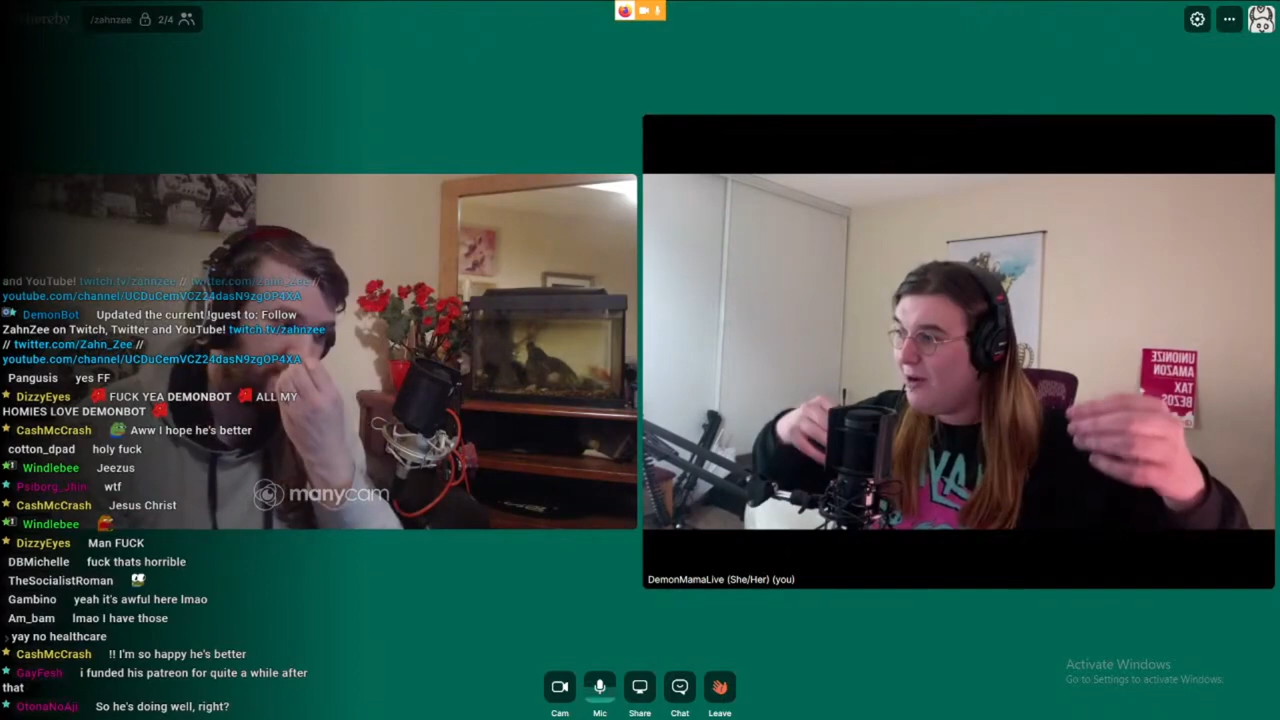 whereby
/zahnzee
2/4
and YouTube! twitch.tv/zahnzee // twitter.com/Zahn_Zee //
youtube.com/channel/UCDuCemVCZ24dasN9zgOP4XA
DemonBot Updated the current !guest to: Follow
ZahnZee on Twitch, Twitter and YouTube! twitch.tv/zahnzee
// twitter.com/Zahn_Zee //
youtube.com/channel/UCDuCemVCZ24dasN9zgOP4XA
Pangusis yes FF
DizzyEyes FUCK YEA DEMONBOT ALL MY
HOMIES LOVE DEMONBOT
CashMcCrash Aww I hope he's better
cotton_dpad holy fuck
Windlebee Jeezus
Psiborg_Jhin wtf
CashMcCrash Jesus Christ
Windlebee
DizzyEyes Man FUCK
DBMichelle fuck thats horrible
TheSocialistRoman
Gambino yeah it's awful here lmao
Am_bam lmao I have those
yay no healthcare
CashMcCrash !! I'm so happy he's better
GayFesh i funded his patreon for quite a while after
that
OtonaNoAji So he's doing well, right?
manycam
UNIONIZE
AMAZON
TAX
BEZOS
DemonMamaLive (She/Her) (you)
Activate Windows
Go to Settings to activate Windows.
Cam
Mic
Share
Chat
Leave